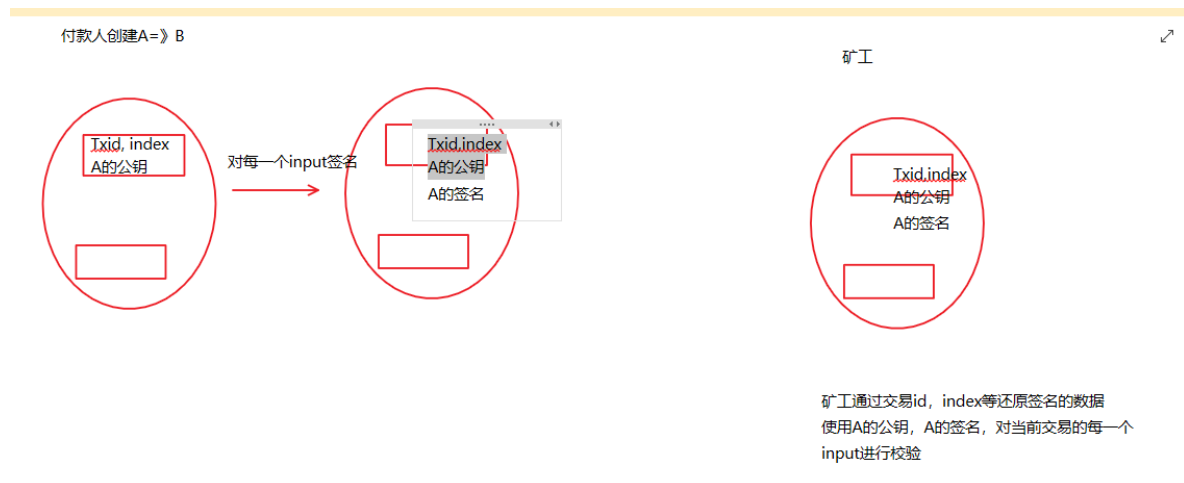 付款人创建A=》B
矿工
Txid, index
A的公钥
对每一个input签名
Txid,index
A的公钥
A的签名
Txid,index
A的公钥
A的签名
矿工通过交易id，index等还原签名的数据
使用A的公钥，A的签名，对当前交易的每一个
input进行校验